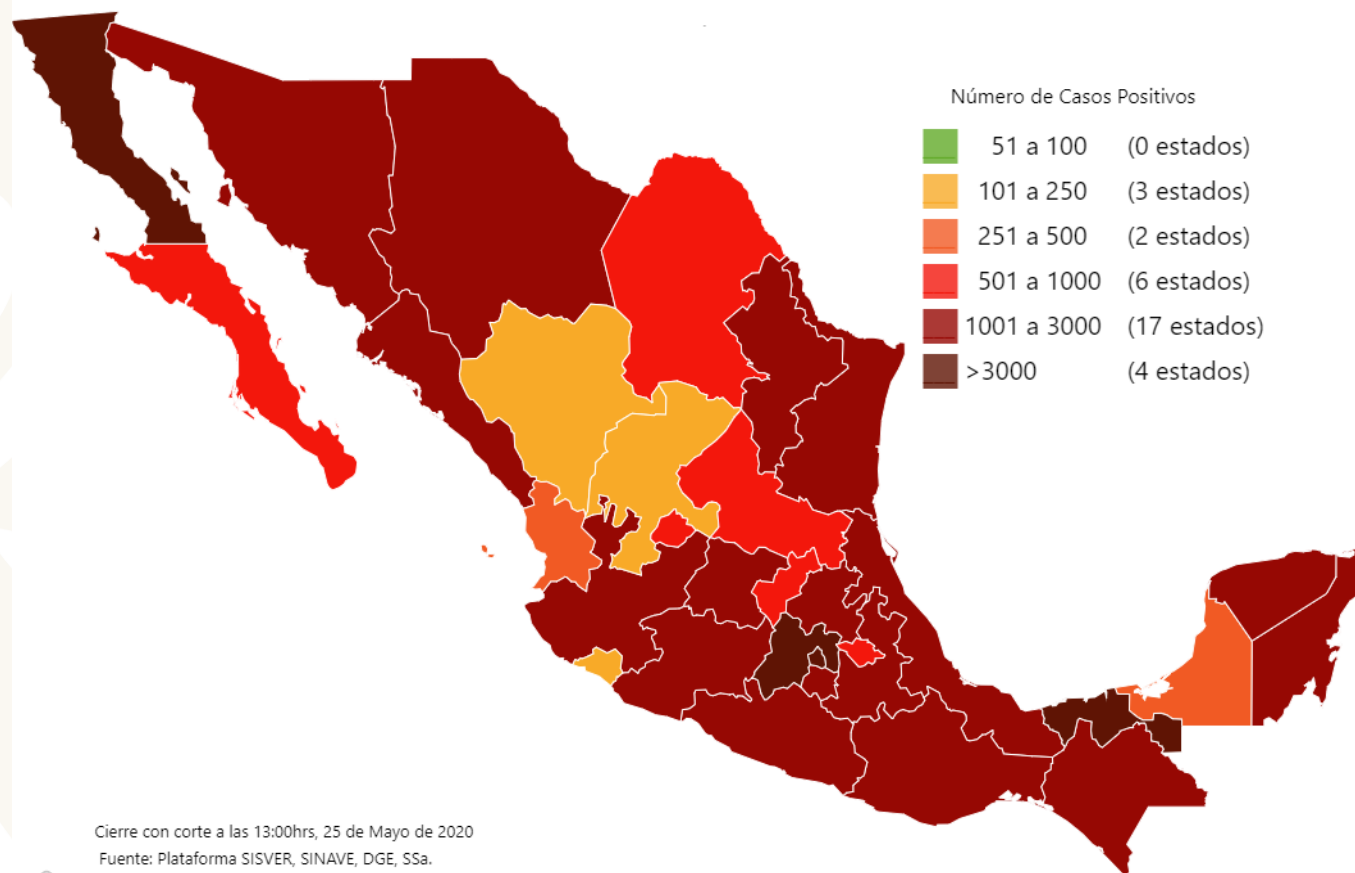 Número de Casos Positivos
51 a 100 (0 estados)
101 a 250 (3 estados)
251 a 500 (2 estados)
501 a 1000 (6 estados)
1001 a 3000 (17 estados)
>3000 (4 estados)
Cierre con corte a las 13:00hrs, 25 de Mayo de 2020
Fuente: Plataforma SISVER, SINAVE, DGE, SSa.